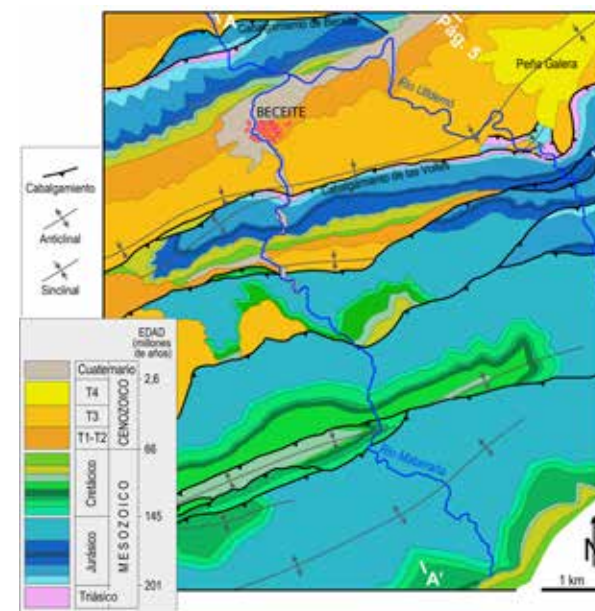 A
Cabalgamiento de Beceite
Pág. 5
Peña Galera
Río Ulldemó
BECEITE
Cabalgamiento de las Valles
Cabalgamiento
Anticlinal
Sinclinal
EDAD
(millones
de años)
Cuaternario
2,6
T4
T3
T1-T2
CENOZOICO
66
Cretácico
145
MESOZOICO
Jurásico
201
Triásico
Río Matarraña
A'
N
1 km